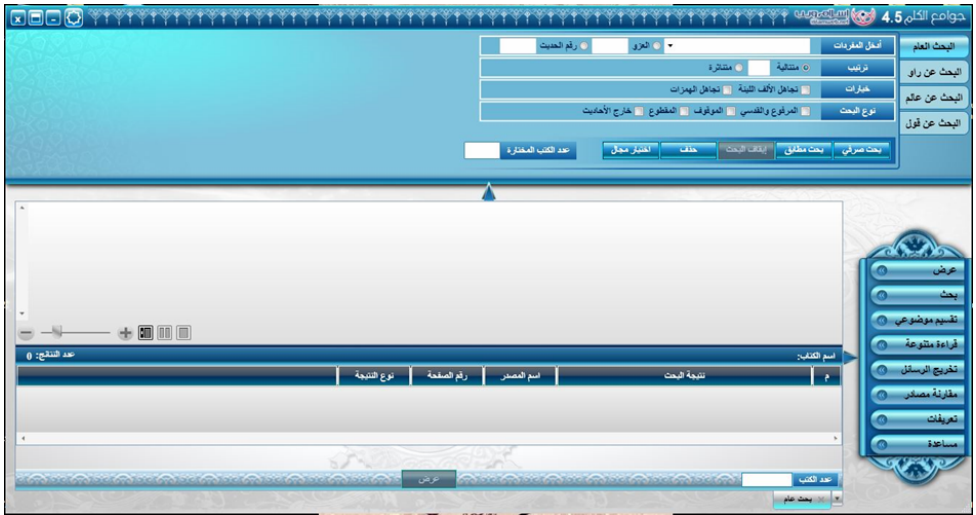 جوامع الكلم 4.5
البحث العام
البحث عن راو
البحث عن عالم
البحث عن قول
أدخل المفردات
العزو
رقم الحديث
ترتيب
متتالية
متناثرة
خيارات
تجاهل الألف اللينة
تجاهل الهمزات
نوع البحث
المرفوع والقدسي
الموقوف
المقطوع
خارج الأحاديث
بحث صرفي
بحث مطابق
إيقاف البحث
حذف
اختيار مجال
عدد الكتب المختارة
عرض
بحث
تقسيم موضوعي
قراءة متنوعة
تخريج الرسائل
مقارنة مصادر
تعريفات
مساعدة
اسم الكتاب:
عدد النتائج: 0
م
نتيجة البحث
اسم المصدر
رقم الصفحة
نوع النتيجة
عدد الكتب
عرض
بحث عام